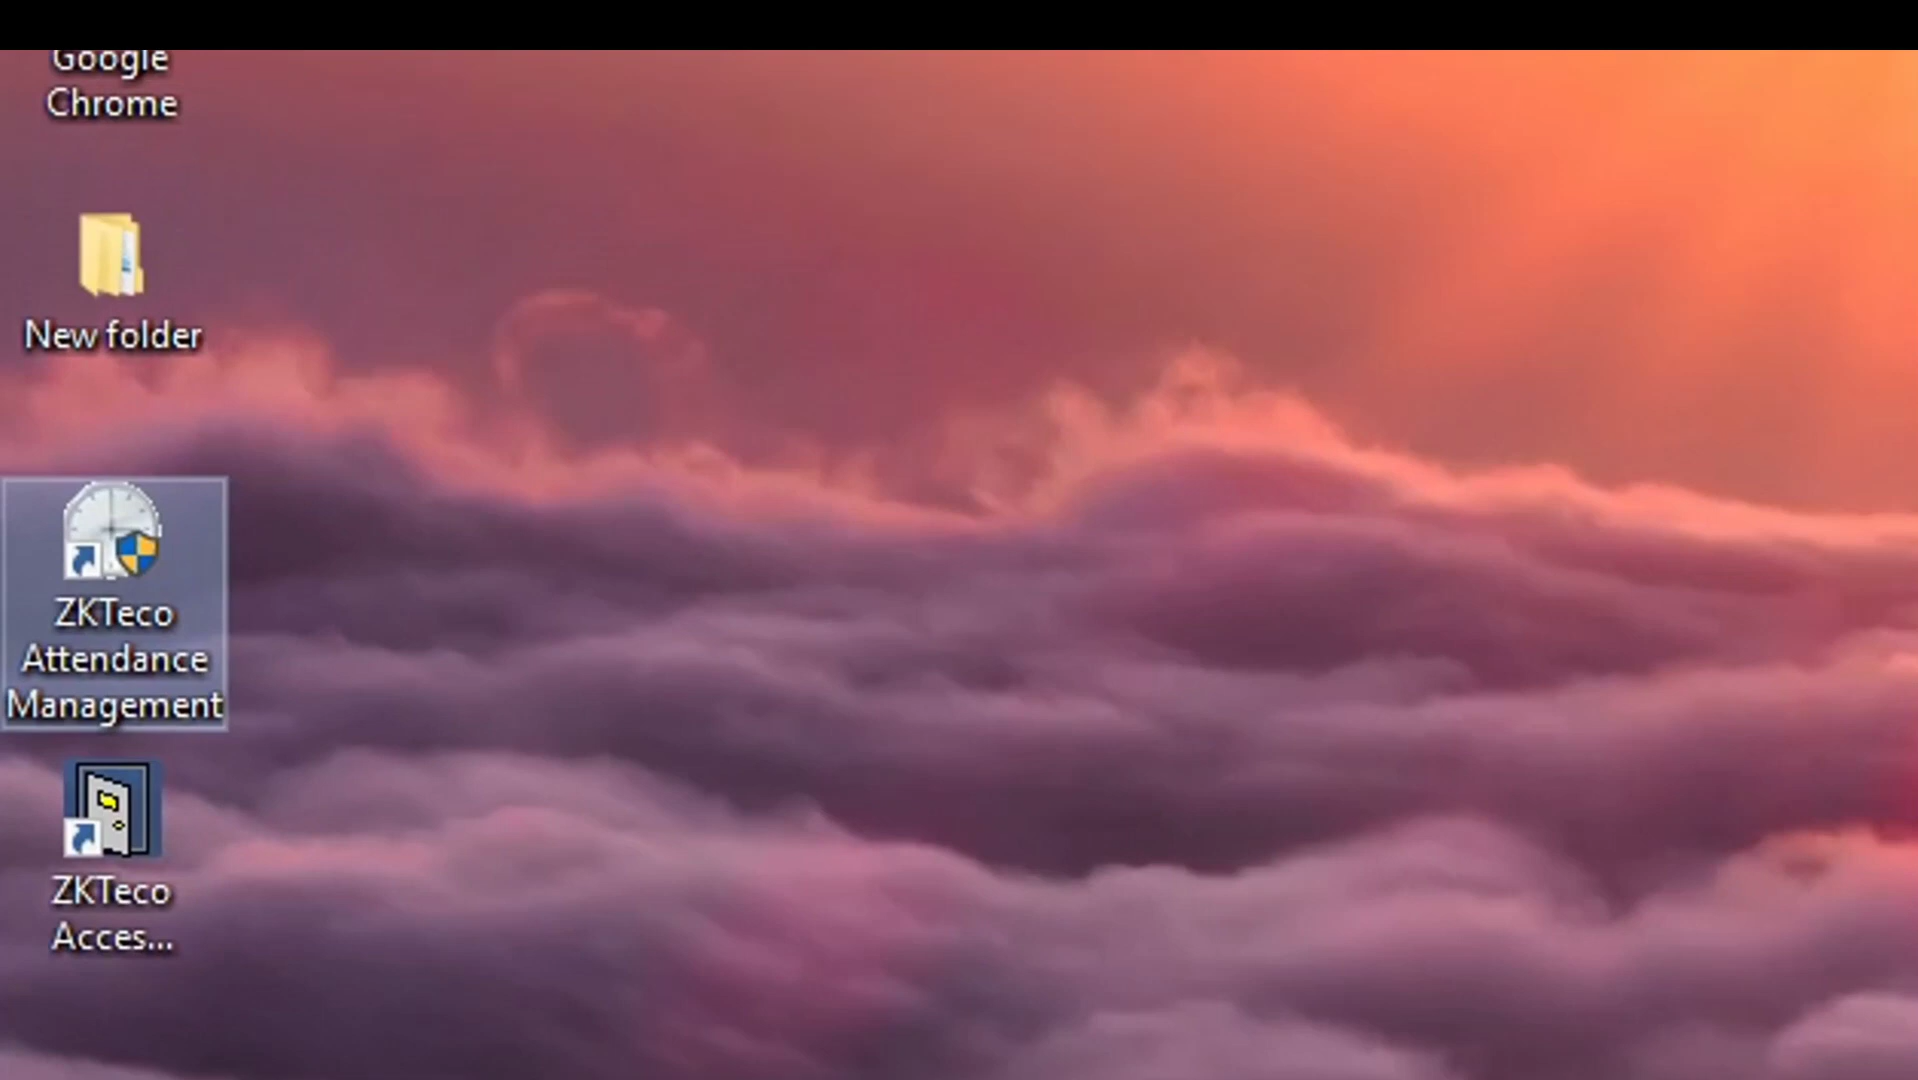 Google
Chrome
New folder
ZKTeco
Attendance
Management
ZKTeco
Acces...